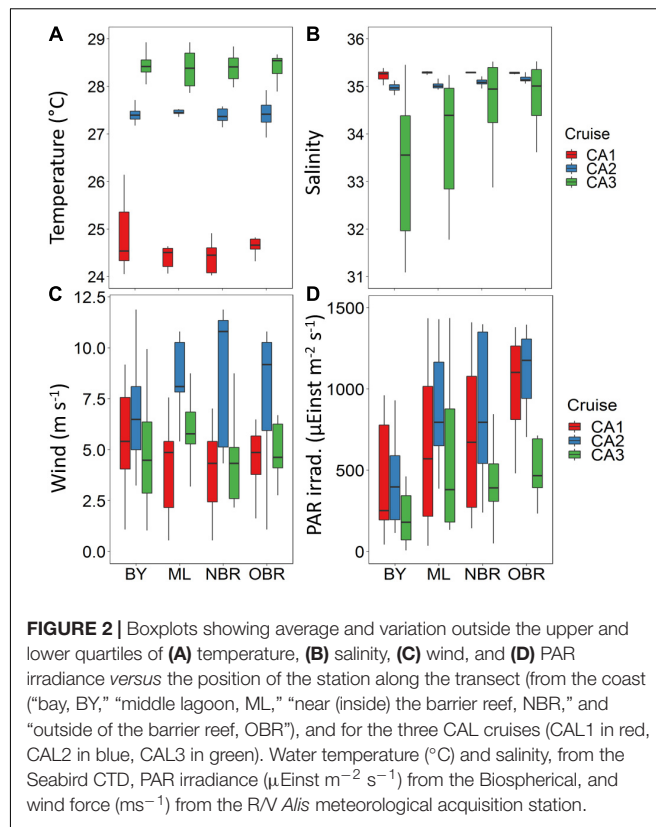 A
B
29
28
27
26
25
24
Temperature (°C)
36
35
34
33
32
31
Salinity
Cruise
CA1
CA2
CA3
C
D
12.5
10.0
7.5
5.0
2.5
0.0
Wind (m s⁻¹)
BY ML NBR OBR
1500
1000
500
0
PAR irrad. (µEinst m⁻² s⁻¹)
BY ML NBR OBR
Cruise
CA1
CA2
CA3
FIGURE 2 | Boxplots showing average and variation outside the upper and
lower quartiles of (A) temperature, (B) salinity, (C) wind, and (D) PAR
irradiance versus the position of the station along the transect (from the coast
(“bay, BY,” “middle lagoon, ML,” “near (inside) the barrier reef, NBR,” and
“outside of the barrier reef, OBR”), and for the three CAL cruises (CAL1 in red,
CAL2 in blue, CAL3 in green). Water temperature (°C) and salinity, from the
Seabird CTD, PAR irradiance (µEinst m⁻² s⁻¹) from the Biospherical, and
wind force (ms⁻¹) from the R/V Alis meteorological acquisition station.